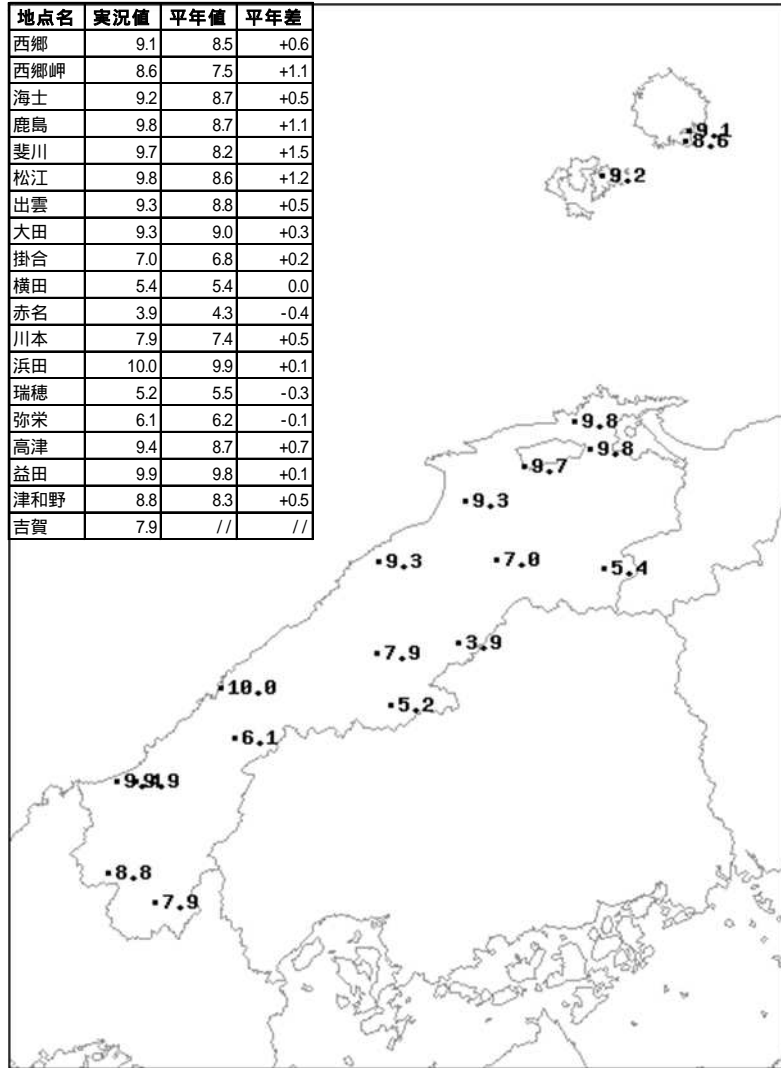 地点名 実況値 平年値 平年差
西郷 9.1 8.5 +0.6
西郷岬 8.6 7.5 +1.1
海士 9.2 8.7 +0.5
鹿島 9.8 8.7 +1.1
斐川 9.7 8.2 +1.5
松江 9.8 8.6 +1.2
出雲 9.3 8.8 +0.5
大田 9.3 9.0 +0.3
掛合 7.0 6.8 +0.2
横田 5.4 5.4 0.0
赤名 3.9 4.3 -0.4
川本 7.9 7.4 +0.5
浜田 10.0 9.9 +0.1
瑞穂 5.2 5.5 -0.3
弥栄 6.1 6.2 -0.1
高津 9.4 8.7 +0.7
益田 9.9 9.8 +0.1
津和野 8.8 8.3 +0.5
吉賀 7.9 // //
9.1
8.6
9.2
9.8
9.8
9.7
9.3
9.3
7.0
5.4
3.9
7.9
10.0
5.2
6.1
9.4
9.9
8.8
7.9